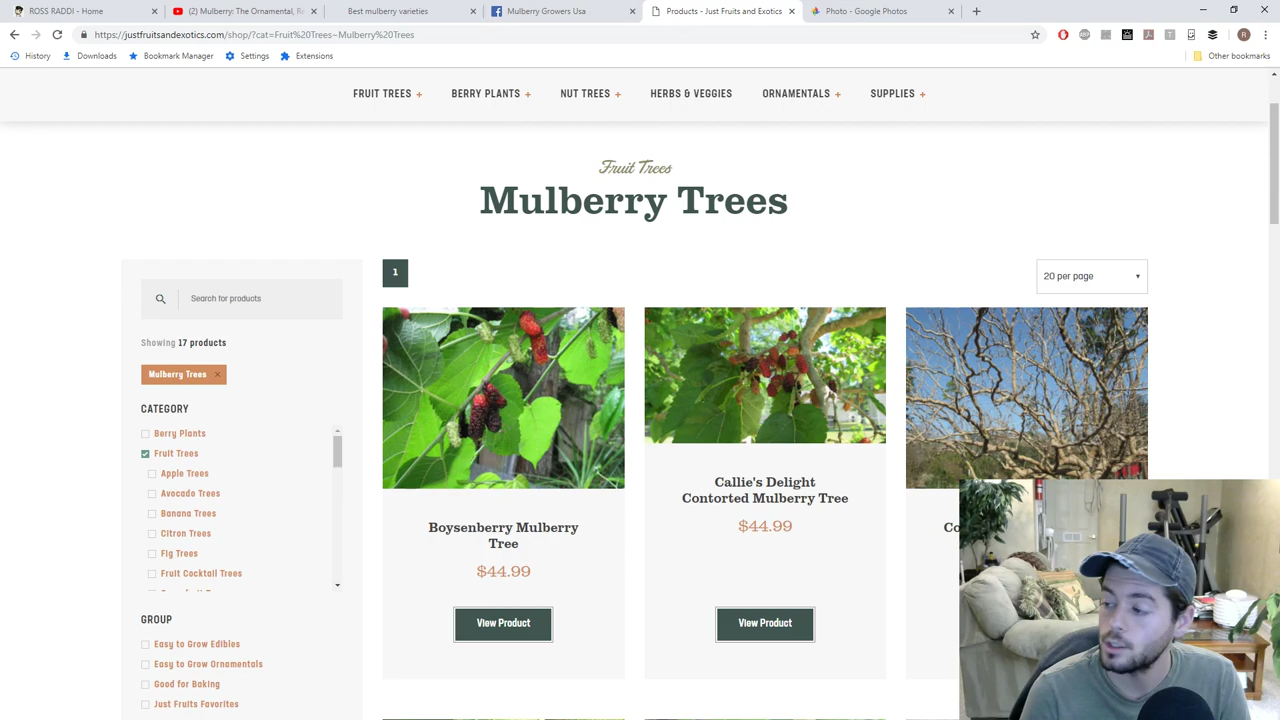 ROSS RADDI - Home
(2) Mulberry: The Ornamental, R
Best mulberry varieties
Mulberry Growers Usa
Products - Just Fruits and Exotics
Photo - Google Photos
https://justfruitsandexotics.com/shop/?cat=Fruit%20Trees~Mulberry%20Trees
History
Downloads
Bookmark Manager
Settings
Extensions
Other bookmarks
FRUIT TREES +
BERRY PLANTS +
NUT TREES +
HERBS & VEGGIES
ORNAMENTALS +
SUPPLIES +
Fruit Trees
Mulberry Trees
Search for products
1
20 per page
Showing 17 products
Mulberry Trees ×
CATEGORY
Berry Plants
Fruit Trees
Apple Trees
Avocado Trees
Banana Trees
Citron Trees
Fig Trees
Fruit Cocktail Trees
GROUP
Easy to Grow Edibles
Easy to Grow Ornamentals
Good for Baking
Just Fruits Favorites
Boysenberry Mulberry
Tree
$44.99
View Product
Callie's Delight
Contorted Mulberry Tree
$44.99
View Product